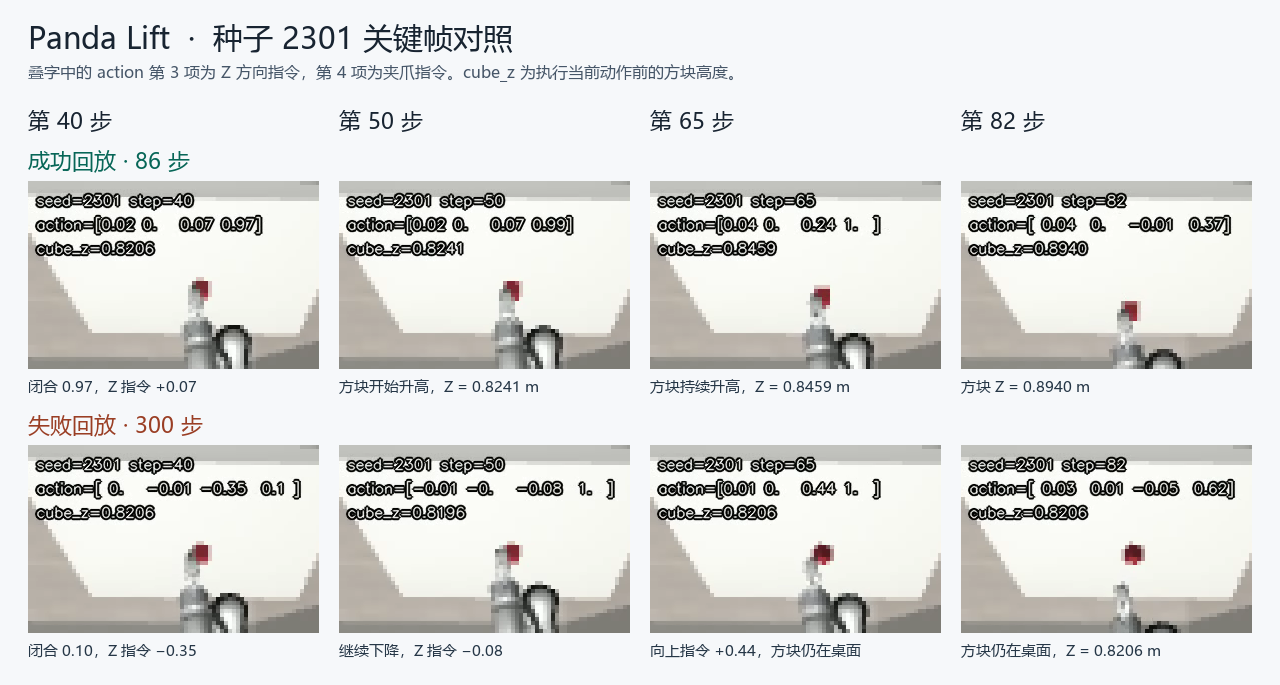 Panda Lift · 种子 2301 关键帧对照
叠字中的 action 第 3 项为 Z 方向指令，第 4 项为夹爪指令。cube_z 为执行当前动作前的方块高度。
第 40 步
第 50 步
第 65 步
第 82 步
成功回放 · 86 步
seed=2301 step=40
action=[0.02 0.   0.07 0.97]
cube_z=0.8206
seed=2301 step=50
action=[0.02 0.   0.07 0.99]
cube_z=0.8241
seed=2301 step=65
action=[0.04 0.   0.24 1.  ]
cube_z=0.8459
seed=2301 step=82
action=[ 0.04  0.   -0.01  0.37]
cube_z=0.8940
闭合 0.97，Z 指令 +0.07
方块开始升高，Z = 0.8241 m
方块持续升高，Z = 0.8459 m
方块 Z = 0.8940 m
失败回放 · 300 步
seed=2301 step=40
action=[ 0.   -0.01 -0.35  0.1 ]
cube_z=0.8206
seed=2301 step=50
action=[-0.01 -0.   -0.08  1.  ]
cube_z=0.8196
seed=2301 step=65
action=[0.01 0.   0.44 1.  ]
cube_z=0.8206
seed=2301 step=82
action=[ 0.03  0.01 -0.05  0.62]
cube_z=0.8206
闭合 0.10，Z 指令 −0.35
继续下降，Z 指令 −0.08
向上指令 +0.44，方块仍在桌面
方块仍在桌面，Z = 0.8206 m